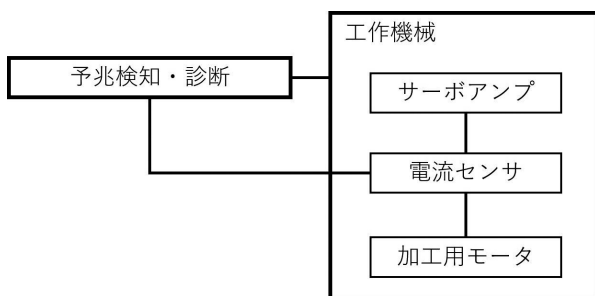 工作機械
予兆検知・診断
サーボアンプ
電流センサ
加工用モータ